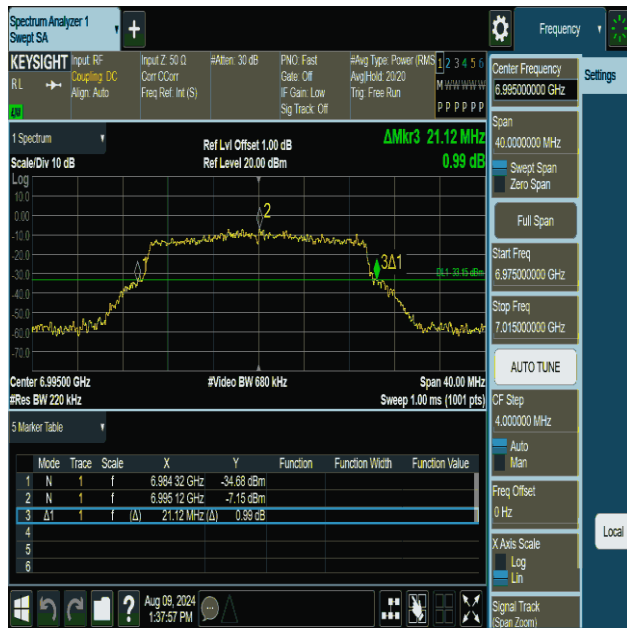 Spectrum Analyzer 1
Swept SA
+
Frequency
KEYSIGHT
RL
LXI
Input: RF
Coupling: DC
Align: Auto
Input Z: 50 Ω
Corr CCorr
Freq Ref: Int (S)
#Atten: 30 dB
PNO: Fast
Gate: Off
IF Gain: Low
Sig Track: Off
#Avg Type: Power (RMS
Avg|Hold: 20/20
Trig: Free Run
1 2 3 4 5 6
M W W W W W
P P P P P P
Settings
Center Frequency
6.995000000 GHz
Span
40.0000000 MHz
Swept Span
Zero Span
Full Span
Start Freq
6.975000000 GHz
Stop Freq
7.015000000 GHz
AUTO TUNE
CF Step
4.000000 MHz
Auto
Man
Freq Offset
0 Hz
X Axis Scale
Log
Lin
Signal Track
(Span Zoom)
Local
1 Spectrum
Scale/Div 10 dB
Ref Lvl Offset 1.00 dB
Ref Level 20.00 dBm
ΔMkr3 21.12 MHz
0.99 dB
Log
10.0
0.00
-10.0
-20.0
-30.0
-40.0
-50.0
-60.0
-70.0
1
2
3Δ1
DL1 -33.15 dBm
Center 6.99500 GHz
#Video BW 680 kHz
Span 40.00 MHz
#Res BW 220 kHz
Sweep 1.00 ms (1001 pts)
5 Marker Table
Mode Trace Scale X Y Function Function Width Function Value
1 N 1 f 6.984 32 GHz -34.68 dBm
2 N 1 f 6.995 12 GHz -7.15 dBm
3 Δ1 1 f (Δ) 21.12 MHz (Δ) 0.99 dB
4
5
6
?
Aug 09, 2024
1:37:57 PM